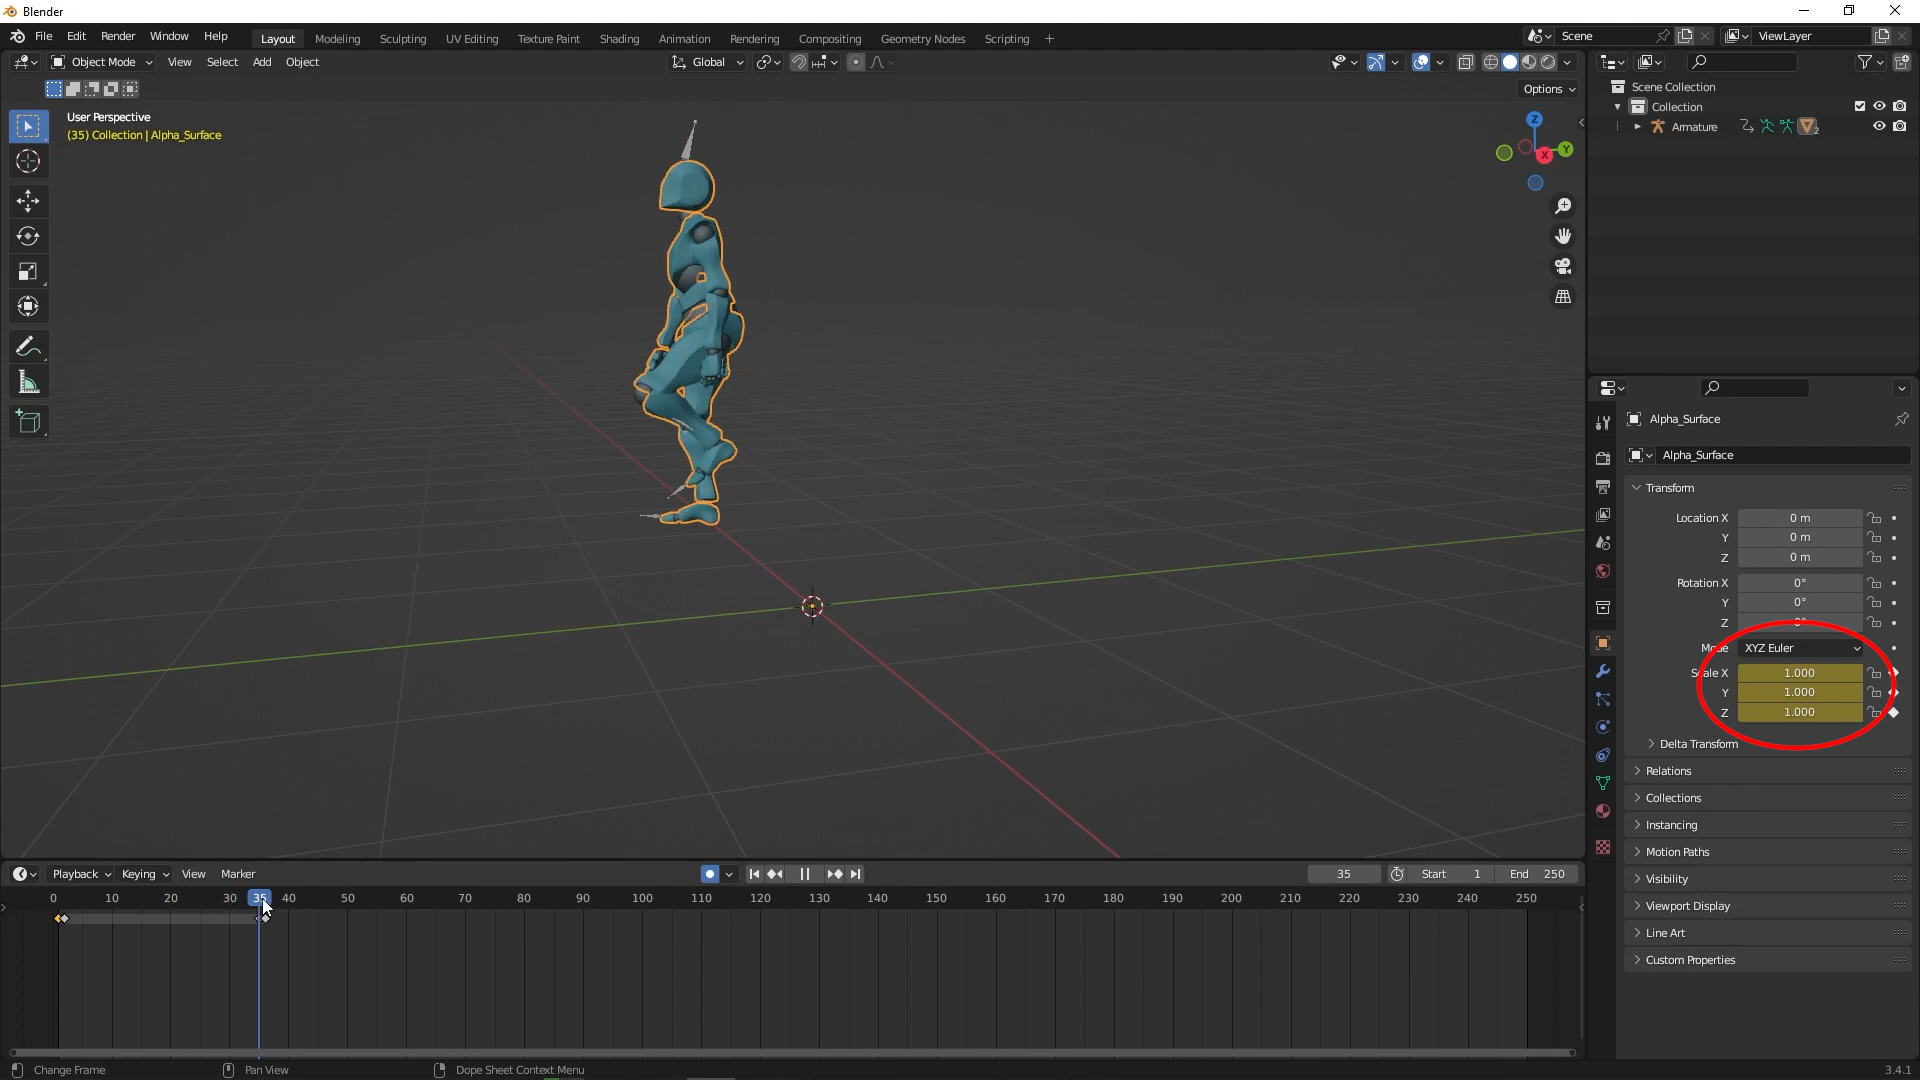 Blender
File Edit Render Window Help Layout Modeling Sculpting UV Editing Texture Paint Shading Animation Rendering Compositing Geometry Nodes Scripting + Scene ViewLayer
Object Mode View Select Add Object Global
Options
User Perspective
(35) Collection | Alpha_Surface
Z
Y
X
Scene Collection
Collection
Armature 2
Alpha_Surface
Alpha_Surface
Transform
Location X 0 m
Y 0 m
Z 0 m
Rotation X 0°
Y 0°
Z 0°
Mode XYZ Euler
Scale X 1.000
Y 1.000
Z 1.000
Delta Transform
Relations
Collections
Instancing
Motion Paths
Visibility
Viewport Display
Line Art
Custom Properties
Playback Keying View Marker 35 Start 1 End 250
0 10 20 30 35 40 50 60 70 80 90 100 110 120 130 140 150 160 170 180 190 200 210 220 230 240 250
Change Frame Pan View Dope Sheet Context Menu 3.4.1